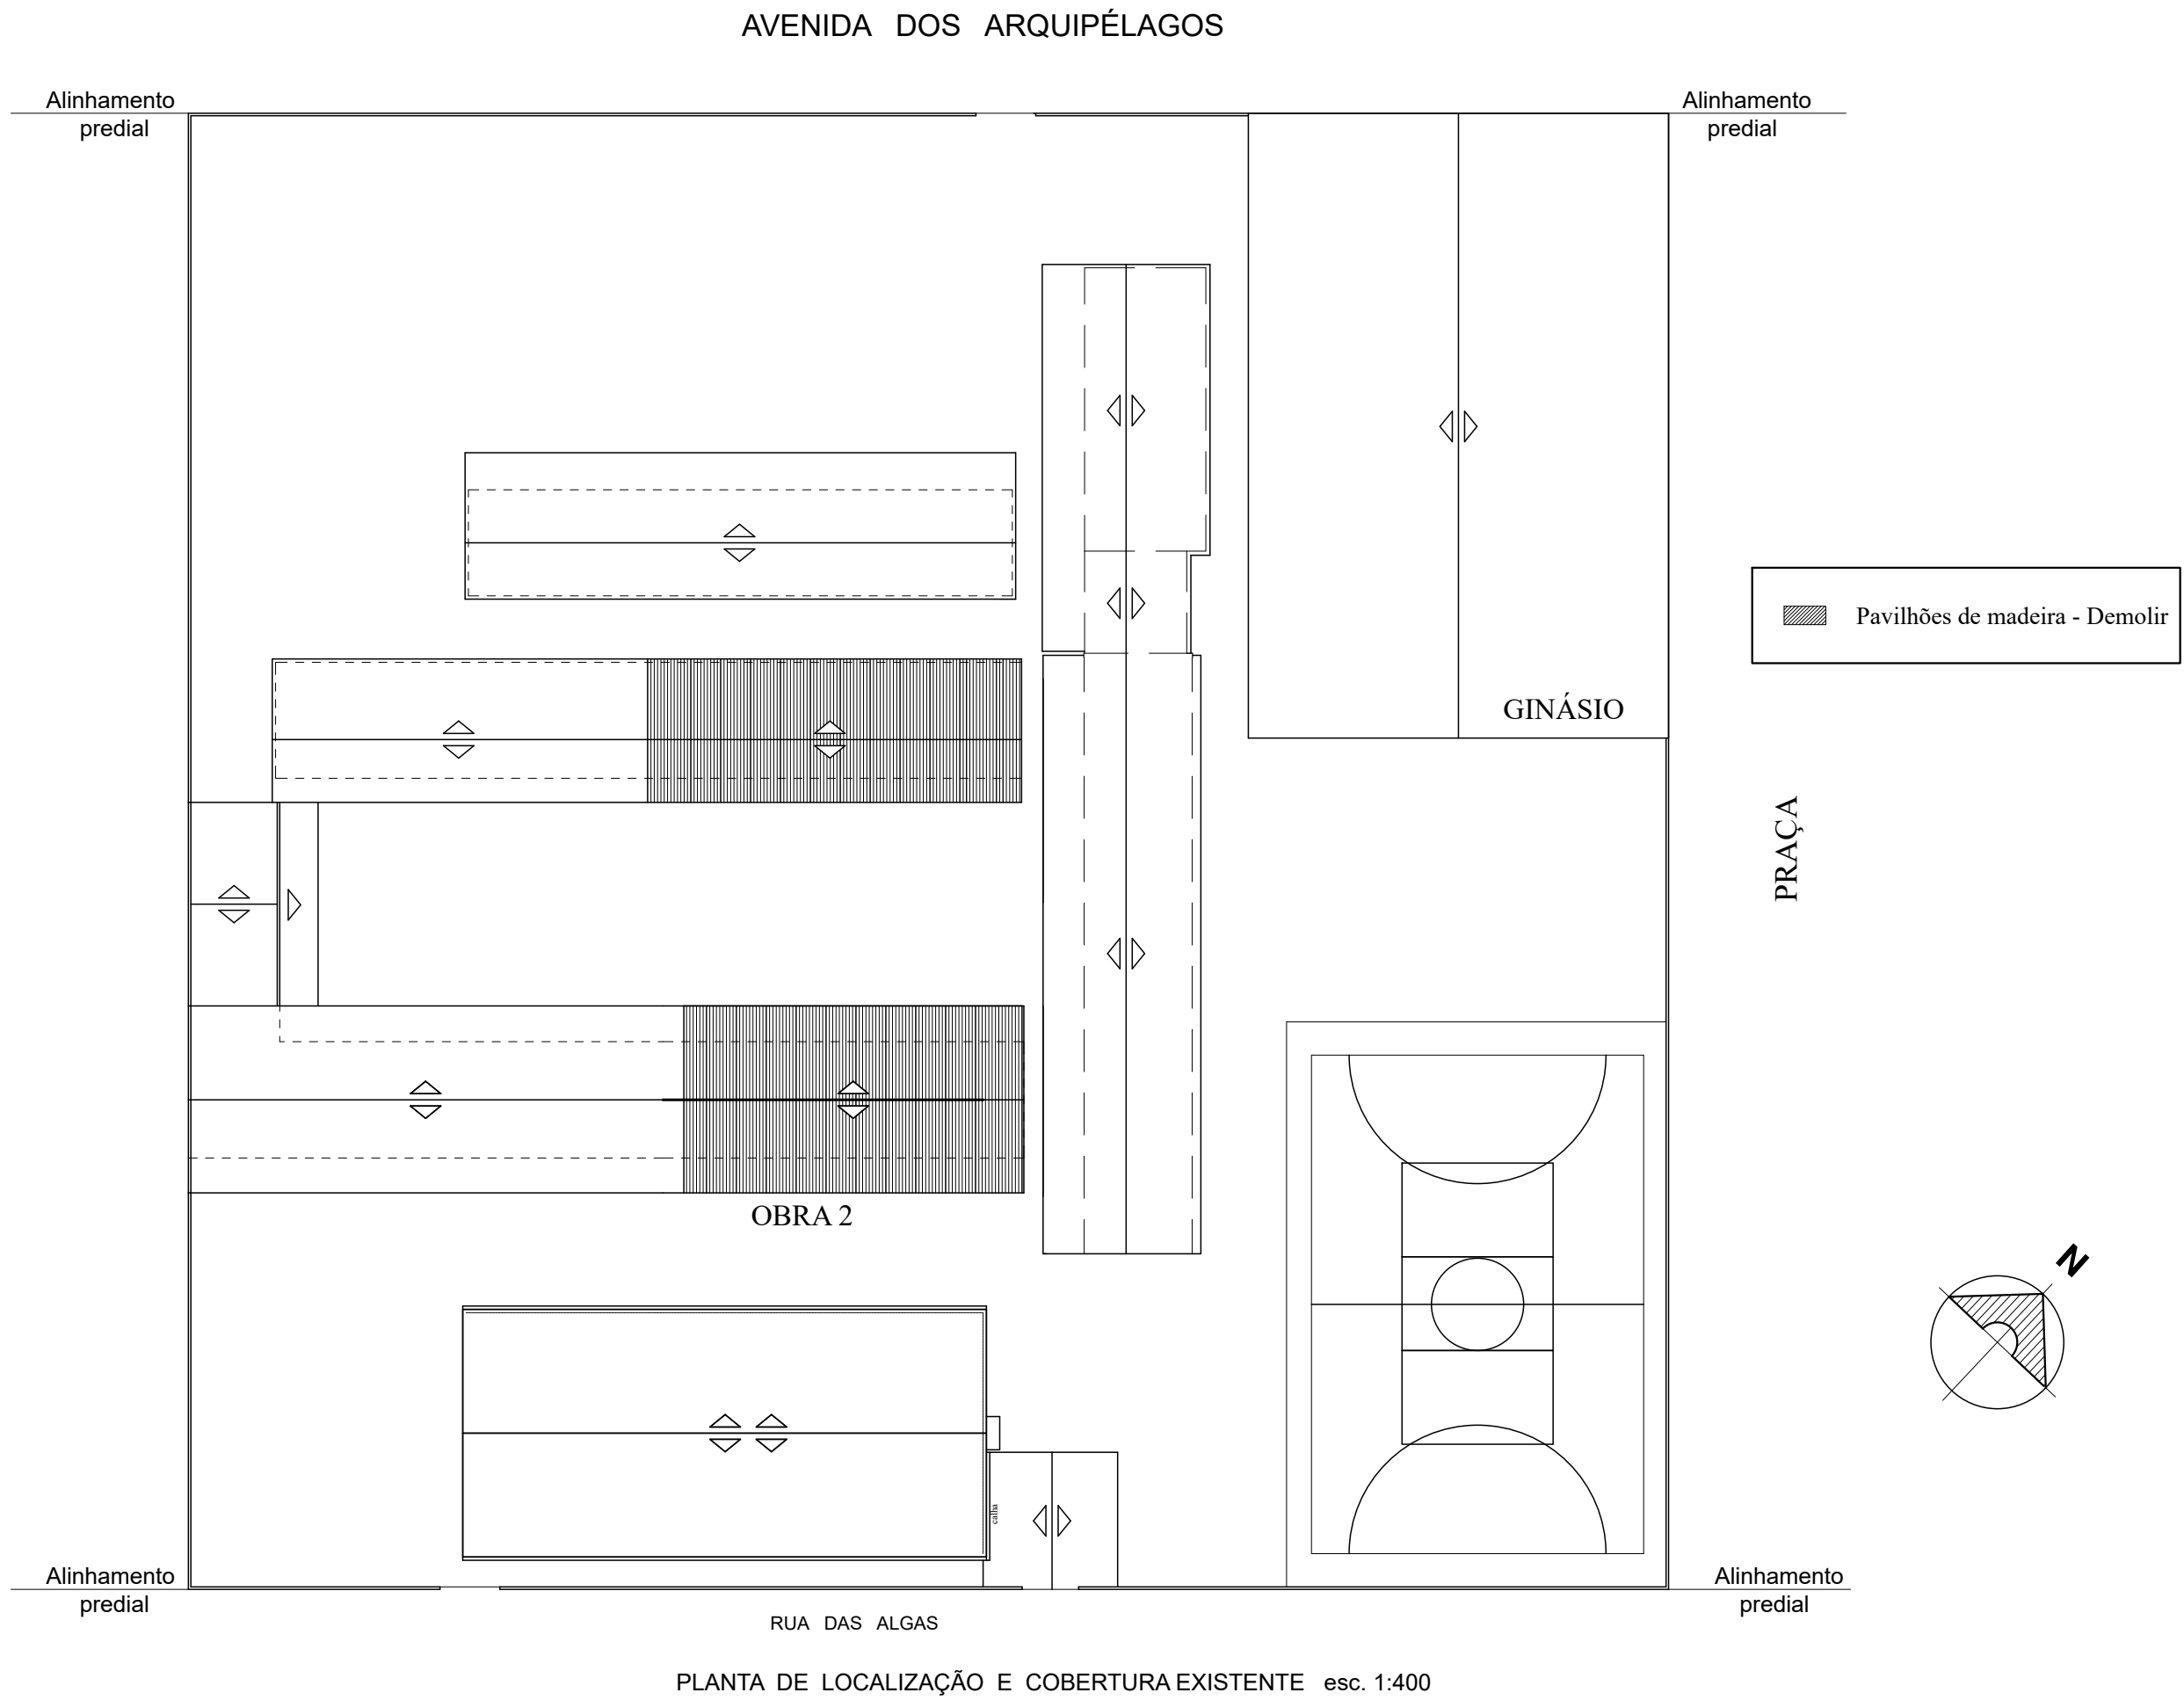 AVENIDA DOS ARQUIPÉLAGOS
Alinhamento
predial
Alinhamento
predial
Pavilhões de madeira - Demolir
GINÁSIO
PRAÇA
OBRA 2
N
calha
Alinhamento
predial
Alinhamento
predial
RUA DAS ALGAS
PLANTA DE LOCALIZAÇÃO E COBERTURA EXISTENTE esc. 1:400